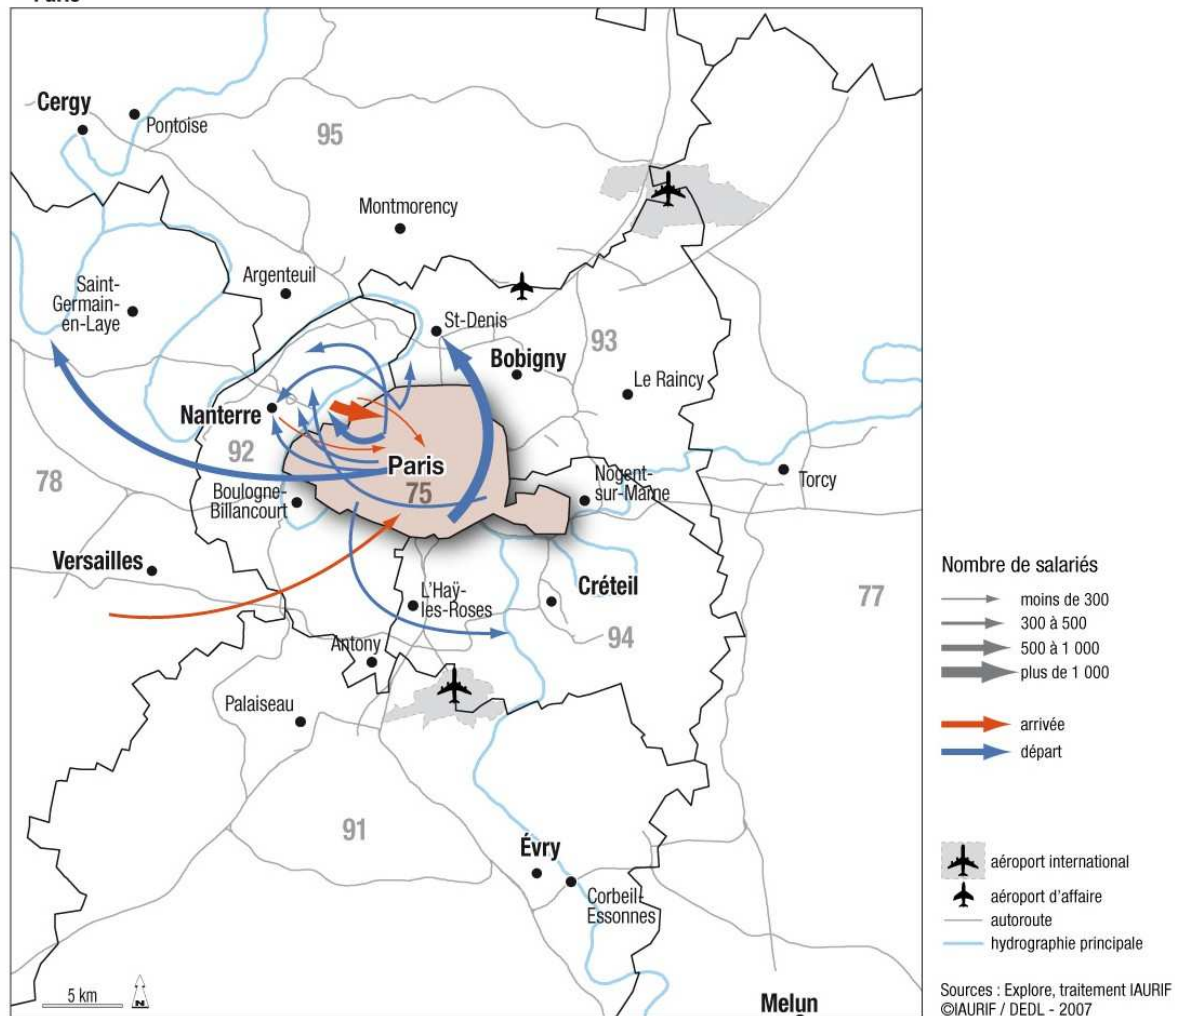 Paris
Cergy
Pontoise
95
Montmorency
Argenteuil
Saint-
Germain-
en-Laye
St-Denis
Bobigny
93
Le Raincy
Nanterre
92
Paris
75
78
Boulogne-
Billancourt
Nogent-
sur-Marne
Torcy
Versailles
L'Haÿ-
les-Roses
Créteil
77
94
Antony
Palaiseau
91
Évry
Corbeil-
Essonnes
Melun
5 km
N
Nombre de salariés
moins de 300
300 à 500
500 à 1 000
plus de 1 000
arrivée
départ
aéroport international
aéroport d'affaire
autoroute
hydrographie principale
Sources : Explore, traitement IAURIF
©IAURIF / DEDL - 2007